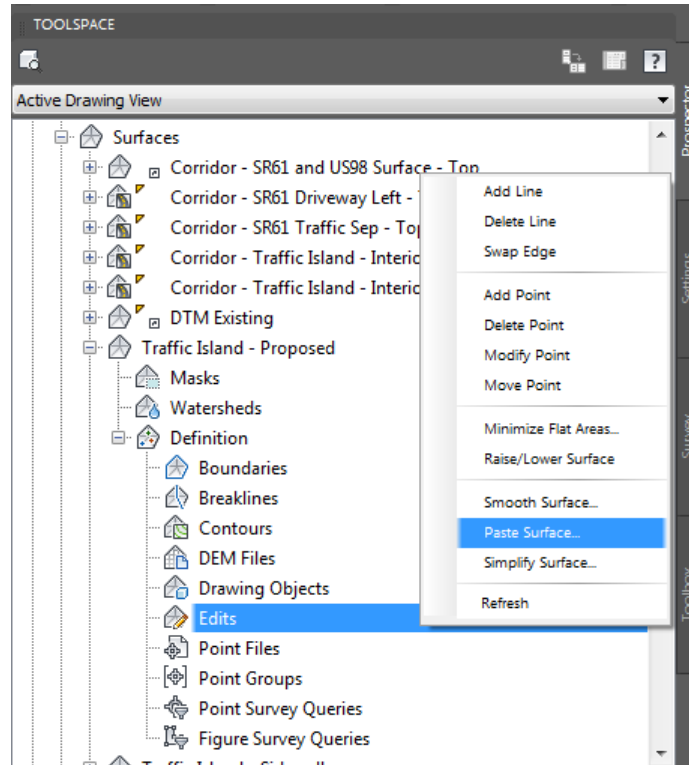 TOOLSPACE
?
Active Drawing View
Prospector
Settings
Survey
Toolbox
Surfaces
Corridor - SR61 and US98 Surface - Top
Corridor - SR61 Driveway Left -
Corridor - SR61 Traffic Sep - To
Corridor - Traffic Island - Interio
Corridor - Traffic Island - Interio
DTM Existing
Traffic Island - Proposed
Masks
Watersheds
Definition
Boundaries
Breaklines
Contours
DEM Files
Drawing Objects
Edits
Point Files
Point Groups
Point Survey Queries
Figure Survey Queries
Add Line
Delete Line
Swap Edge
Add Point
Delete Point
Modify Point
Move Point
Minimize Flat Areas...
Raise/Lower Surface
Smooth Surface...
Paste Surface...
Simplify Surface...
Refresh